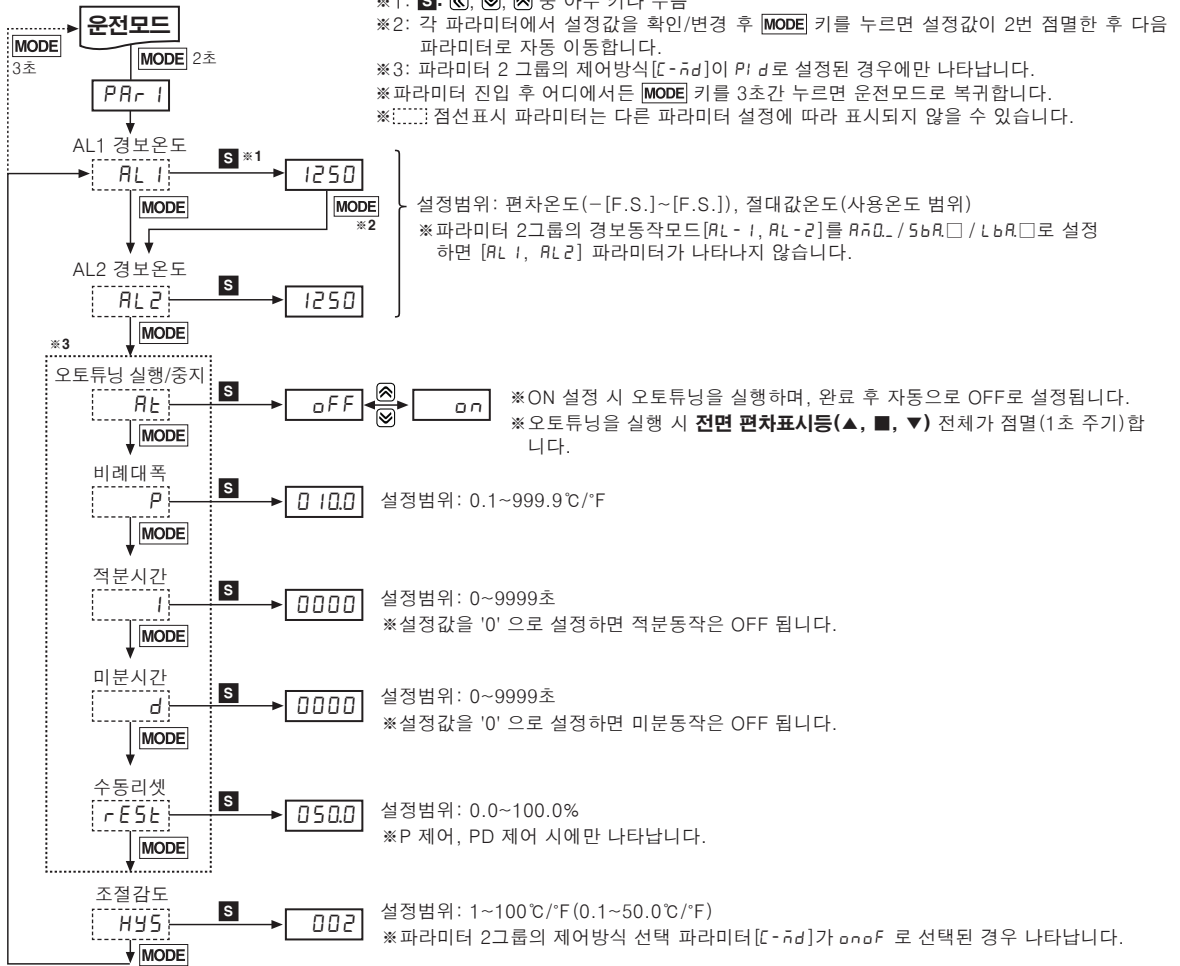 ※1: S: «, ⌄, ⌃ 중 아무 키나 누름
※2: 각 파라미터에서 설정값을 확인/변경 후 MODE 키를 누르면 설정값이 2번 점멸한 후 다음
파라미터로 자동 이동합니다.
※3: 파라미터 2 그룹의 제어방식[C-nd]이 PI d로 설정된 경우에만 나타납니다.
※파라미터 진입 후 어디에서든 MODE 키를 3초간 누르면 운전모드로 복귀합니다.
※ 점선표시 파라미터는 다른 파라미터 설정에 따라 표시되지 않을 수 있습니다.
운전모드
MODE
3초
MODE 2초
PAr 1
AL1 경보온도
AL 1
S ※1
1250
MODE
MODE
※2
설정범위: 편차온도(-[F.S.]~[F.S.]), 절대값온도(사용온도 범위)
※파라미터 2그룹의 경보동작모드[AL-1, AL-2]를 An0._ / SbA.□ / LbA.□로 설정
하면 [AL 1, AL2] 파라미터가 나타나지 않습니다.
AL2 경보온도
AL2
S
1250
MODE
※3
오토튜닝 실행/중지
At
S
oFF
on
※ON 설정 시 오토튜닝을 실행하며, 완료 후 자동으로 OFF로 설정됩니다.
※오토튜닝을 실행 시 전면 편차표시등(▲, ■, ▼) 전체가 점멸(1초 주기)합
니다.
MODE
비례대폭
P
S
010.0
설정범위: 0.1~999.9℃/℉
MODE
적분시간
I
S
0000
설정범위: 0~9999초
※설정값을 '0' 으로 설정하면 적분동작은 OFF 됩니다.
MODE
미분시간
d
S
0000
설정범위: 0~9999초
※설정값을 '0' 으로 설정하면 미분동작은 OFF 됩니다.
MODE
수동리셋
rESt
S
050.0
설정범위: 0.0~100.0%
※P 제어, PD 제어 시에만 나타납니다.
MODE
조절감도
HYS
S
002
설정범위: 1~100℃/℉(0.1~50.0℃/℉)
※파라미터 2그룹의 제어방식 선택 파라미터[C-nd]가 onoF 로 선택된 경우 나타납니다.
MODE